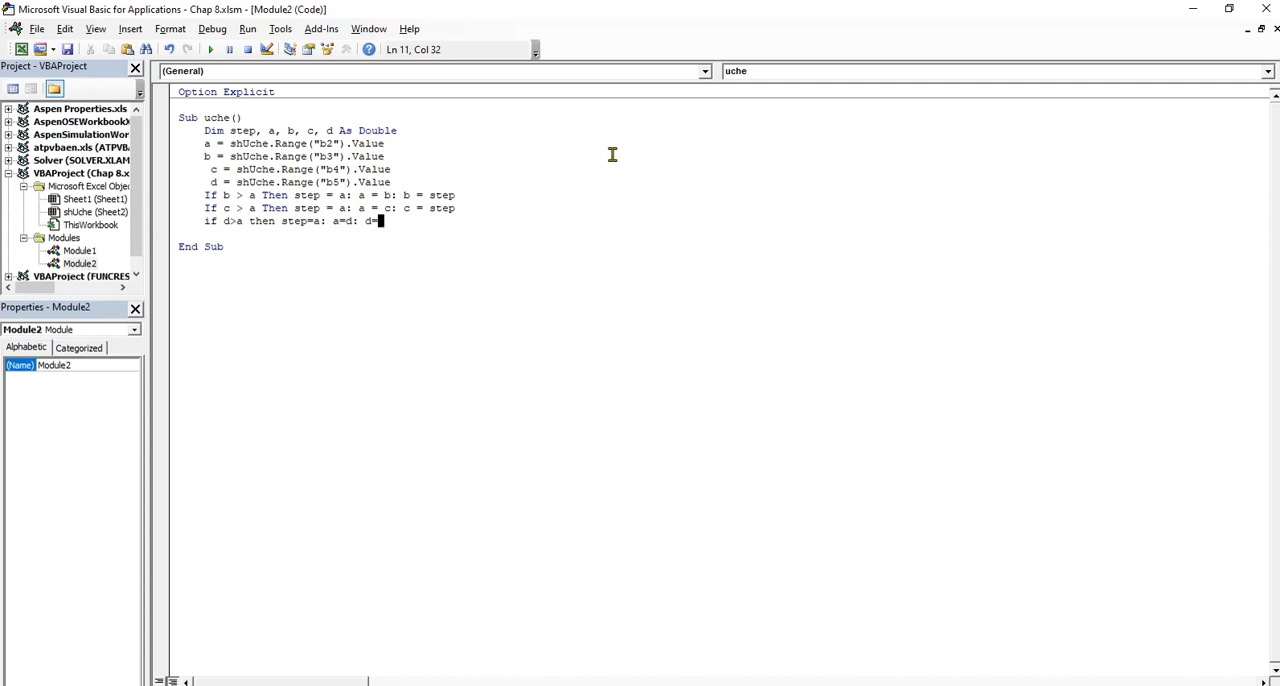 Microsoft Visual Basic for Applications - Chap 8.xlsm - [Module2 (Code)]
File Edit View Insert Format Debug Run Tools Add-Ins Window Help
Ln 11, Col 32
Project - VBAProject
(General)
uche
Aspen Properties.xls
AspenOSEWorkbookX
AspenSimulationWor
atpvbaen.xls (ATPVB
Solver (SOLVER.XLAM
VBAProject (Chap 8.x
Microsoft Excel Objec
Sheet1 (Sheet1)
shUche (Sheet2)
ThisWorkbook
Modules
Module1
Module2
VBAProject (FUNCRES
Properties - Module2
Module2 Module
Alphabetic Categorized
(Name) Module2
Option Explicit
Sub uche()
Dim step, a, b, c, d As Double
a = shUche.Range("b2").Value
b = shUche.Range("b3").Value
c = shUche.Range("b4").Value
d = shUche.Range("b5").Value
If b > a Then step = a: a = b: b = step
If c > a Then step = a: a = c: c = step
if d>a then step=a: a=d: d=
End Sub